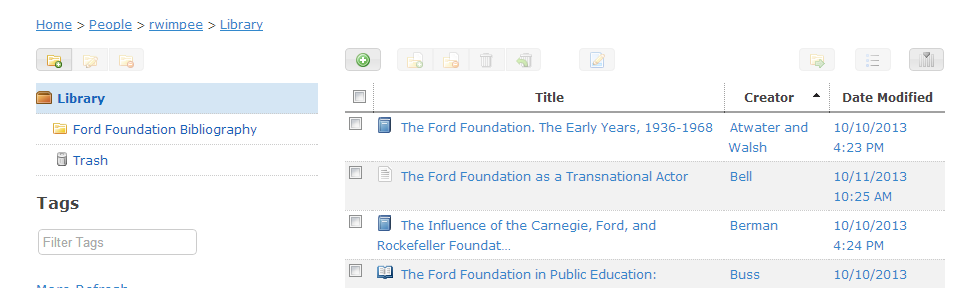 Home > People > rwimpee > Library
Library
Ford Foundation Bibliography
Trash
Tags
Filter Tags
More Refresh
Title Creator Date Modified
The Ford Foundation. The Early Years, 1936-1968 Atwater and 10/10/2013
Walsh 4:23 PM
The Ford Foundation as a Transnational Actor Bell 10/11/2013
10:25 AM
The Influence of the Carnegie, Ford, and Berman 10/10/2013
Rockefeller Foundat... 4:24 PM
The Ford Foundation in Public Education: Buss 10/10/2013